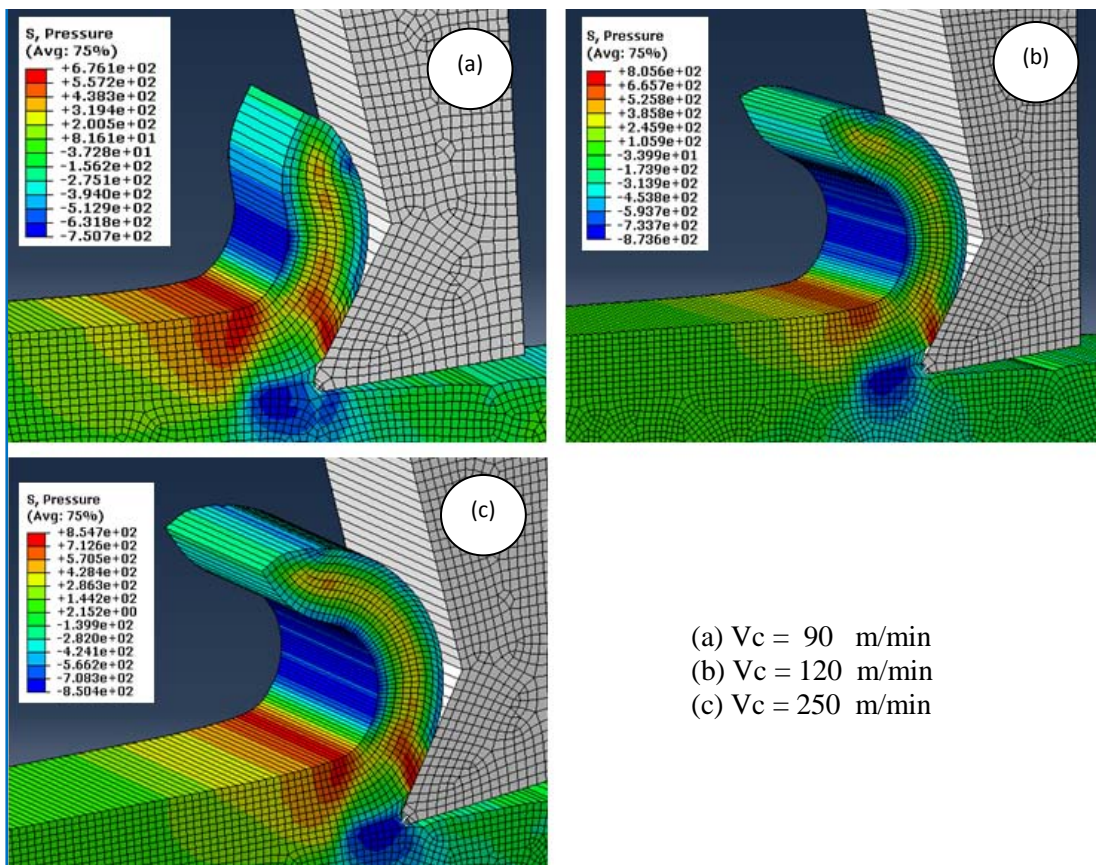 S, Pressure
(Avg: 75%)
+6.761e+02
+5.572e+02
+4.383e+02
+3.194e+02
+2.005e+02
+8.161e+01
-3.728e+01
-1.562e+02
-2.751e+02
-3.940e+02
-5.129e+02
-6.318e+02
-7.507e+02
(a)
S, Pressure
(Avg: 75%)
+8.056e+02
+6.657e+02
+5.258e+02
+3.858e+02
+2.459e+02
+1.059e+02
-3.399e+01
-1.739e+02
-3.139e+02
-4.538e+02
-5.937e+02
-7.337e+02
-8.736e+02
(b)
S, Pressure
(Avg: 75%)
+8.547e+02
+7.126e+02
+5.705e+02
+4.284e+02
+2.863e+02
+1.442e+02
+2.152e+00
-1.399e+02
-2.820e+02
-4.241e+02
-5.662e+02
-7.083e+02
-8.504e+02
(c)
(a) Vc = 90 m/min
(b) Vc = 120 m/min
(c) Vc = 250 m/min